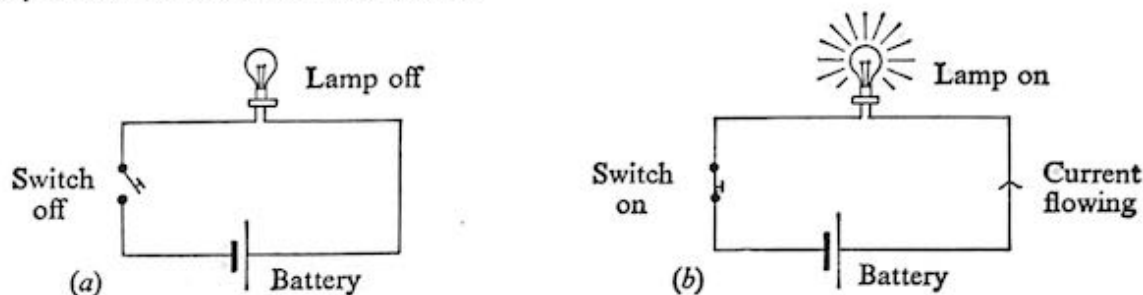 Lamp off
Switch
off
Battery
(a)
Lamp on
Switch
on
Current
flowing
Battery
(b)